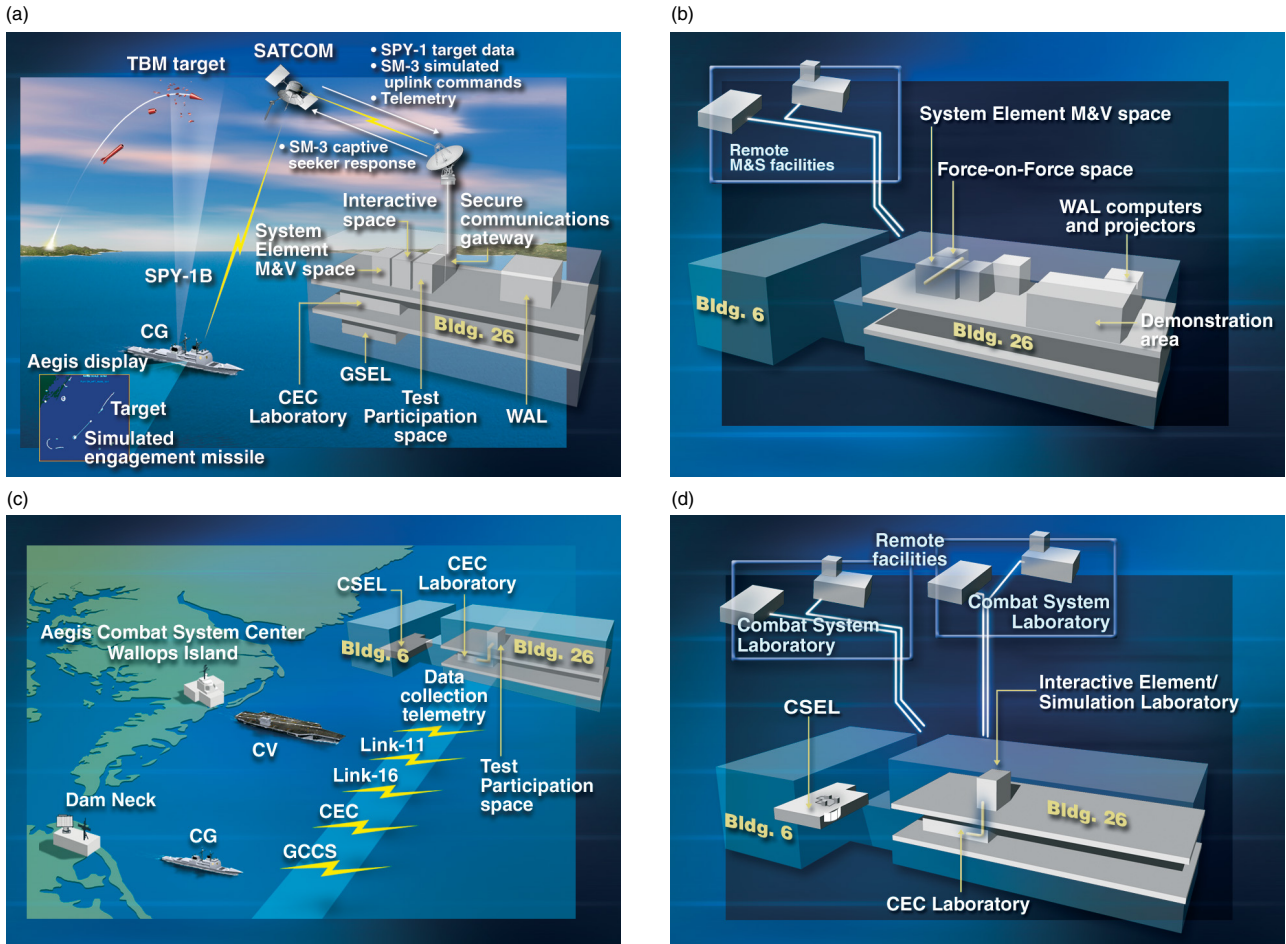 (a)
TBM target
SATCOM
• SPY-1 target data
• SM-3 simulated
uplink commands
• Telemetry
• SM-3 captive
seeker response
Interactive
space
Secure
communications
gateway
System
Element
M&V space
SPY-1B
CG
Bldg. 26
Aegis display
GSEL
CEC
Laboratory
Test
Participation
space
WAL
Target
Simulated
engagement missile
(b)
System Element M&V space
Remote
M&S facilities
Force-on-Force space
WAL computers
and projectors
Bldg. 6
Bldg. 26
Demonstration
area
(c)
CEC
Laboratory
CSEL
Aegis Combat System Center
Wallops Island
Bldg. 6
Bldg. 26
Data
collection
telemetry
CV
Link-11
Link-16
Test
Participation
space
Dam Neck
CEC
CG
GCCS
(d)
Remote
facilities
Combat System
Laboratory
Combat System
Laboratory
Interactive Element/
Simulation Laboratory
CSEL
Bldg. 6
Bldg. 26
CEC Laboratory